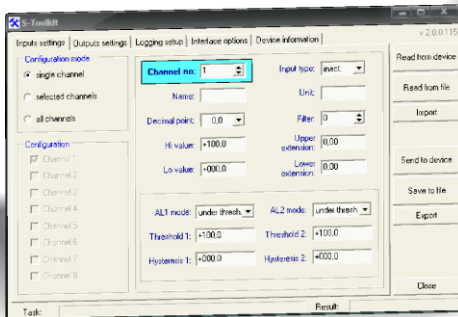 S-Toolkit
v 2.0.0.115
Inputs settings Outputs settings Logging setup Interface options Device information
Configuration mode
single channel
selected channels
all channels
Configuration
Channel 1
Channel 2
Channel 3
Channel 4
Channel 5
Channel 6
Channel 7
Channel 8
Channel no: 1
Input type: inact.
Name:
Unit:
Decimal point: 0,0
Filter: 0
Hi value: +100,0
Upper extension: 0,00
Lo value: +000,0
Lower extension: 0,00
AL1 mode: under thresh.
AL2 mode: under thresh
Threshold 1: +100,0
Threshold 2: +100,0
Hysteresis 1: +000,0
Hysteresis 2: +000,0
Read from device
Read from file
Import
Send to device
Save to file
Export
Close
Task:
Result: